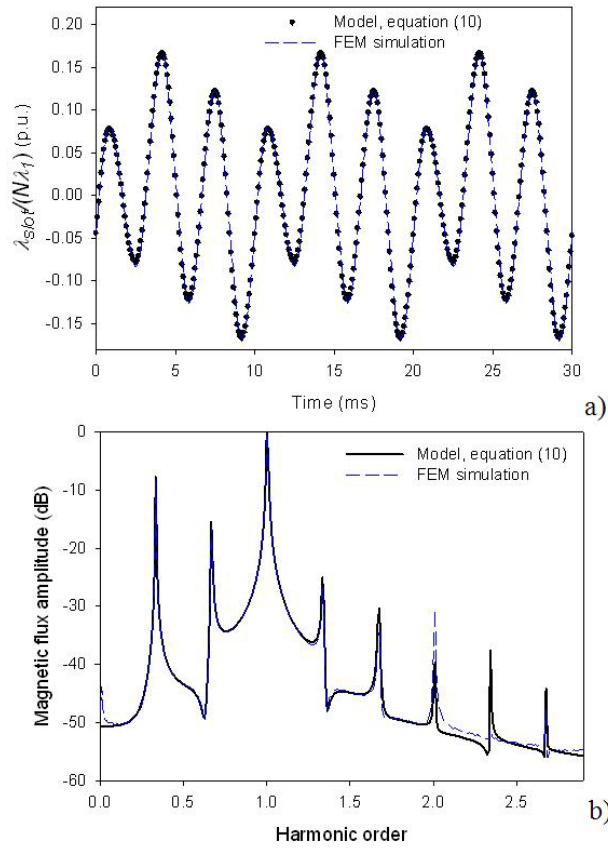 Model, equation (10)
FEM simulation
0.20
0.15
0.10
0.05
0.00
-0.05
-0.10
-0.15
λslot/(Nλ1) (p.u.)
0 5 10 15 20 25 30
Time (ms)
a)
Model, equation (10)
FEM simulation
0
-10
-20
-30
-40
-50
-60
Magnetic flux amplitude (dB)
0.0 0.5 1.0 1.5 2.0 2.5
Harmonic order
b)